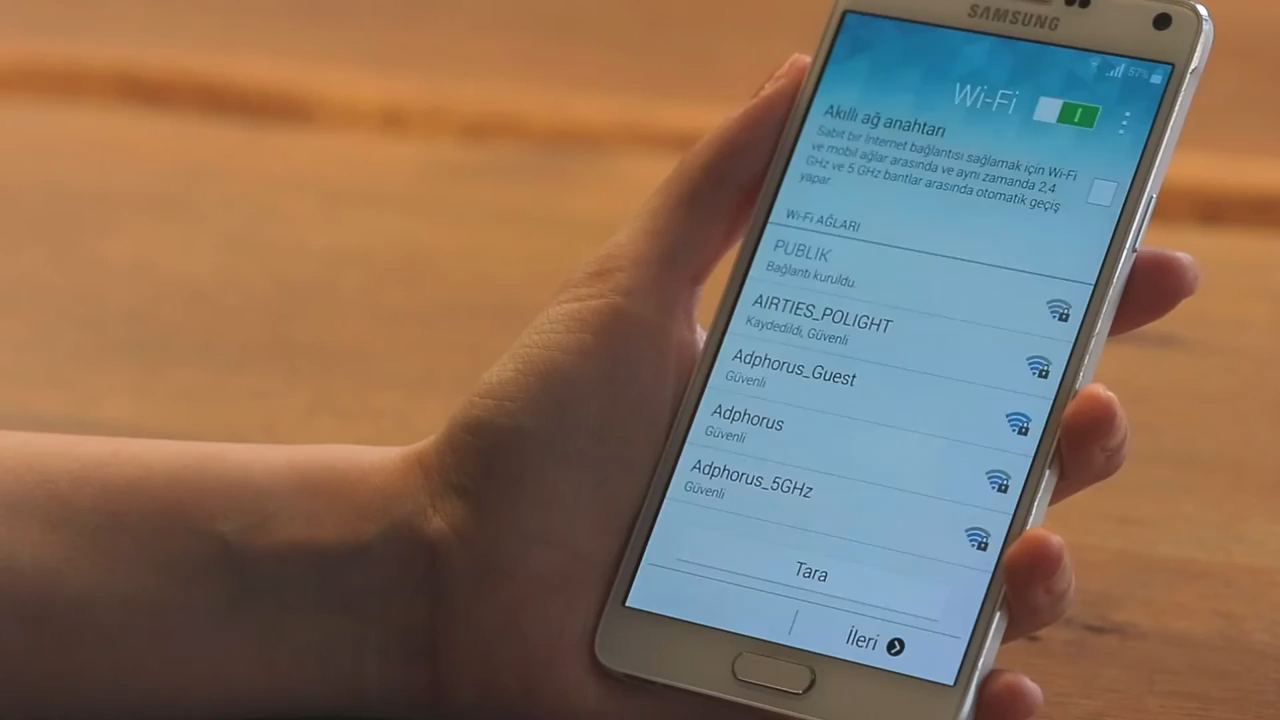 SAMSUNG
57%
Wi-Fi
Akıllı ağ anahtarı
Sabit bir İnternet bağlantısı sağlamak için Wi-Fi
ve mobil ağlar arasında ve aynı zamanda 2,4
GHz ve 5 GHz bantlar arasında otomatik geçiş
yapar
Wi-Fi AĞLARI
PUBLIK
Bağlantı kuruldu.
AIRTIES_POLIGHT
Kaydedildi, Güvenli
Adphorus_Guest
Güvenli
Adphorus
Güvenli
Adphorus_5GHz
Güvenli
Tara
İleri